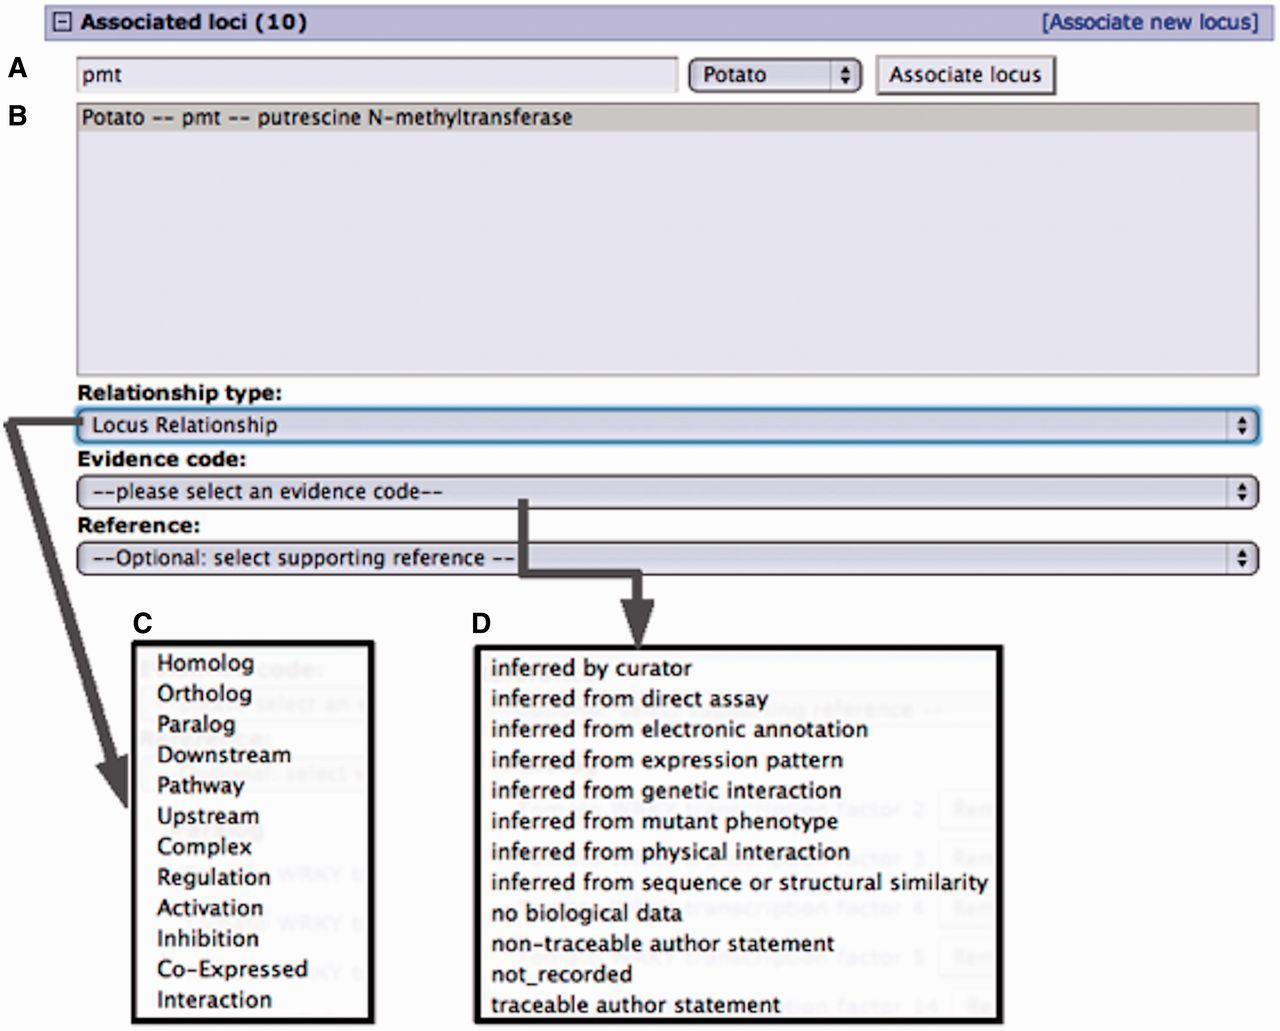 Associated loci (10) [Associate new locus]
A
pmt Potato Associate locus
B
Potato -- pmt -- putrescine N-methyltransferase
Relationship type:
Locus Relationship
Evidence code:
--please select an evidence code--
Reference:
--Optional: select supporting reference --
C
Homolog
Ortholog
Paralog
Downstream
Pathway
Upstream
Complex
Regulation
Activation
Inhibition
Co-Expressed
Interaction
D
inferred by curator
inferred from direct assay
inferred from electronic annotation
inferred from expression pattern
inferred from genetic interaction
inferred from mutant phenotype
inferred from physical interaction
inferred from sequence or structural similarity
no biological data
non-traceable author statement
not_recorded
traceable author statement